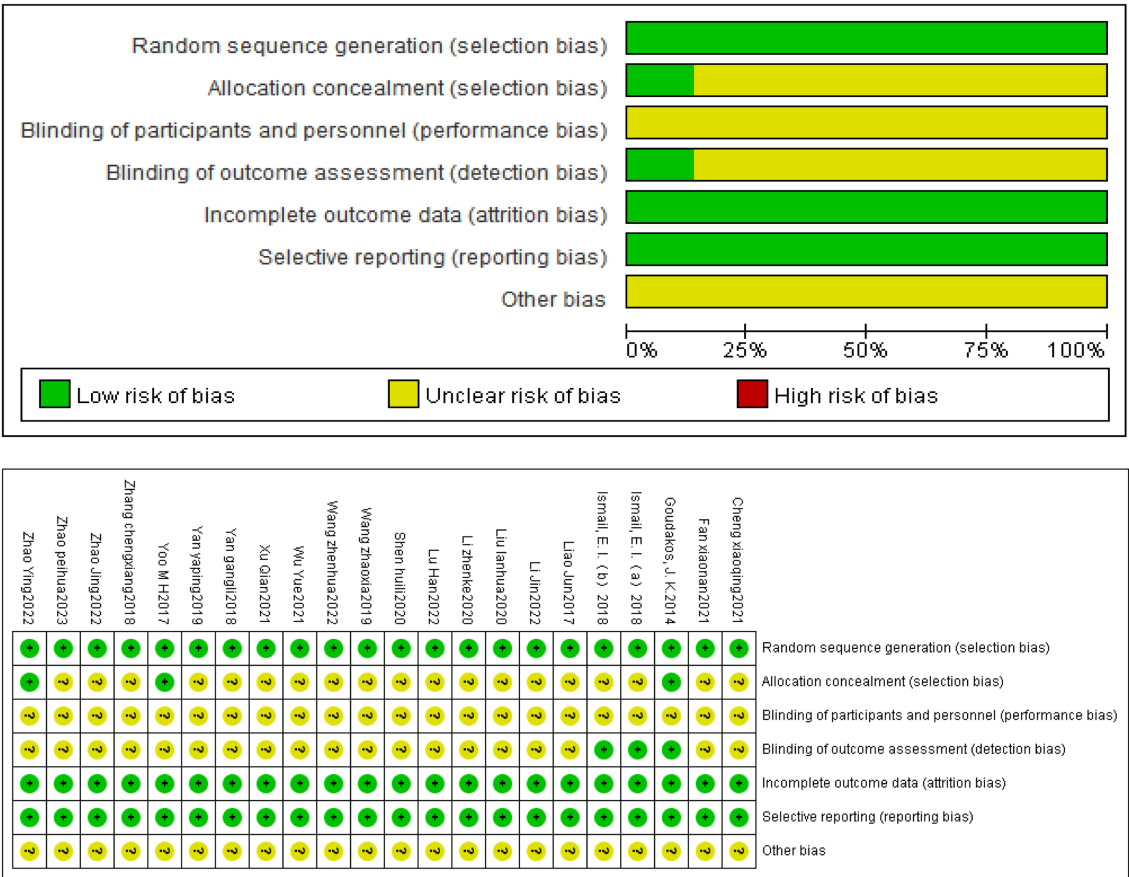 Random sequence generation (selection bias)
Allocation concealment (selection bias)
Blinding of participants and personnel (performance bias)
Blinding of outcome assessment (detection bias)
Incomplete outcome data (attrition bias)
Selective reporting (reporting bias)
Other bias
0% 25% 50% 75% 100%
Low risk of bias Unclear risk of bias High risk of bias
Zhao Ying2022
Zhao peihua2023
Zhao Jing2022
Zhang chengxiang2018
Yoo M H2017
Yan yaping2019
Yan gangli2018
Xu Qian2021
Wu Yue2021
Wang zhenhua2022
Wang zhaoxia2019
Shen huili2020
Lu Han2022
Li zhenke2020
Liu lanhua2020
Li Jin2022
Liao Jun2017
Ismail, E. I. (b) 2018
Ismail, E. I. (a) 2018
Goudakos, J. K.2014
Fan xiaonan2021
Cheng xiaoqing2021
+ + + + + + + + + + + + + + + + + + + + + + Random sequence generation (selection bias)
+ ? ? ? + ? ? ? ? ? ? ? ? ? ? ? ? ? ? + ? ? Allocation concealment (selection bias)
? ? ? ? ? ? ? ? ? ? ? ? ? ? ? ? ? ? ? ? ? ? Blinding of participants and personnel (performance bias)
? ? ? ? ? ? ? ? ? ? ? ? ? ? ? ? ? + + + ? ? Blinding of outcome assessment (detection bias)
+ + + + + + + + + + + + + + + + + + + + + + Incomplete outcome data (attrition bias)
+ + + + + + + + + + + + + + + + + + + + + + Selective reporting (reporting bias)
? ? ? ? ? ? ? ? ? ? ? ? ? ? ? ? ? ? ? ? ? ? Other bias